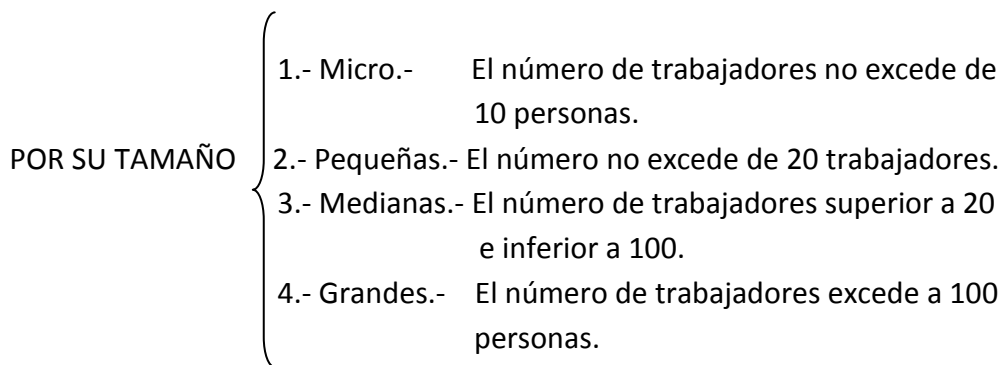 1.- Micro.- El número de trabajadores no excede de
10 personas.
POR SU TAMAÑO 2.- Pequeñas.- El número no excede de 20 trabajadores.
3.- Medianas.- El número de trabajadores superior a 20
e inferior a 100.
4.- Grandes.- El número de trabajadores excede a 100
personas.